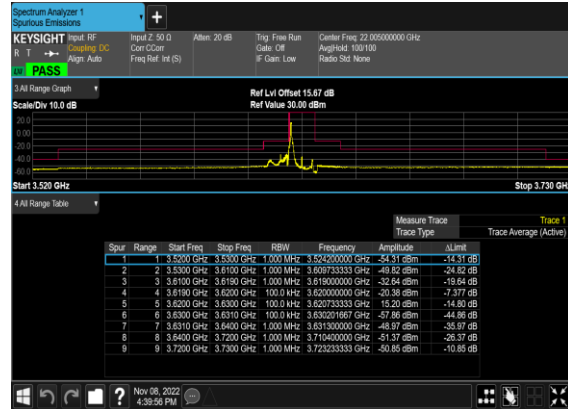 Spectrum Analyzer 1
Spurious Emissions
KEYSIGHT Input: RF Input Z: 50 Ω Atten: 20 dB Trig: Free Run Center Freq: 22.005000000 GHz
R T Coupling: DC Corr CCorr Gate: Off Avg|Hold: 100/100
Align: Auto Freq Ref: Int (S) IF Gain: Low Radio Std: None
PASS
3 All Range Graph
Ref Lvl Offset 15.67 dB
Scale/Div 10.0 dB Ref Value 30.00 dBm
20.0
0.00
-20.0
-40.0
-60.0
Start 3.520 GHz Stop 3.730 GH
4 All Range Table
Measure Trace Trace 1
Trace Type Trace Average (Active)
Spur Range Start Freq Stop Freq RBW Frequency Amplitude ΔLimit
1 1 3.5200 GHz 3.5300 GHz 1.000 MHz 3.524200000 GHz -54.31 dBm -14.31 dB
2 2 3.5300 GHz 3.6100 GHz 1.000 MHz 3.609733333 GHz -49.82 dBm -24.82 dB
3 3 3.6100 GHz 3.6190 GHz 1.000 MHz 3.619000000 GHz -32.64 dBm -19.64 dB
4 4 3.6190 GHz 3.6200 GHz 100.0 kHz 3.620000000 GHz -20.38 dBm -7.377 dB
5 5 3.6200 GHz 3.6300 GHz 100.0 kHz 3.620733333 GHz 15.20 dBm -14.80 dB
6 6 3.6300 GHz 3.6310 GHz 100.0 kHz 3.630201667 GHz -57.86 dBm -44.86 dB
7 7 3.6310 GHz 3.6400 GHz 1.000 MHz 3.631300000 GHz -48.97 dBm -35.97 dB
8 8 3.6400 GHz 3.7200 GHz 1.000 MHz 3.710400000 GHz -51.37 dBm -26.37 dB
9 9 3.7200 GHz 3.7300 GHz 1.000 MHz 3.723233333 GHz -50.85 dBm -10.85 dB
? Nov 08, 2022
4:39:56 PM